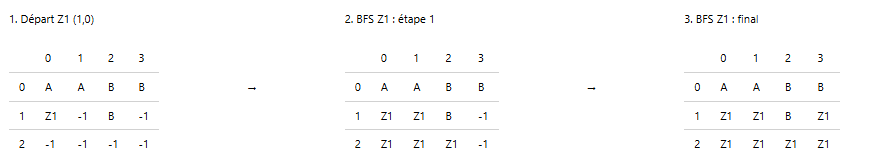 1. Départ Z1 (1,0)
0 1 2 3
0 A A B B
1 Z1 -1 B -1
2 -1 -1 -1 -1
→
2. BFS Z1 : étape 1
0 1 2 3
0 A A B B
1 Z1 Z1 B -1
2 Z1 Z1 Z1 -1
→
3. BFS Z1 : final
0 1 2 3
0 A A B B
1 Z1 Z1 B Z1
2 Z1 Z1 Z1 Z1